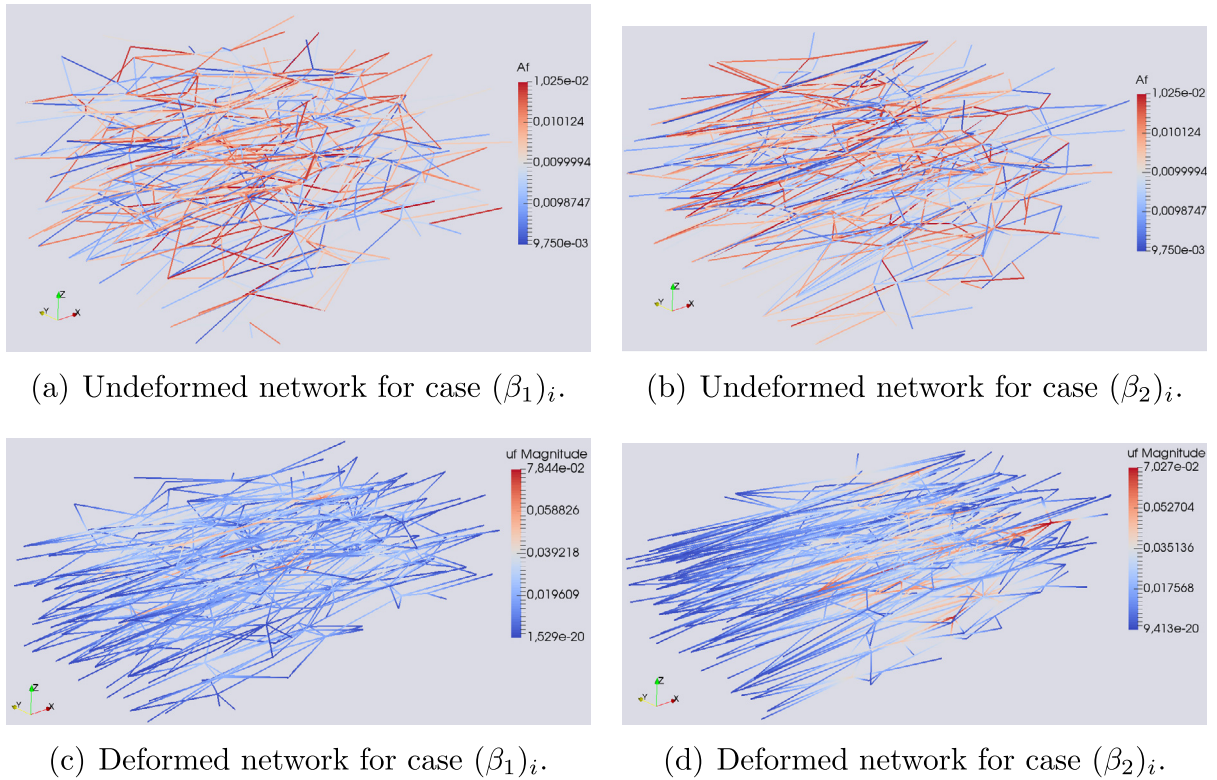 Af
1,025e-02
0,010124
0,0099994
0,0098747
9,750e-03
Z
Y
X
Af
1,025e-02
0,010124
0,0099994
0,0098747
9,750e-03
Z
Y
X
(a) Undeformed network for case (β₁)ᵢ.
(b) Undeformed network for case (β₂)ᵢ.
uf Magnitude
7,844e-02
0,058826
0,039218
0,019609
1,529e-20
Z
Y
X
uf Magnitude
7,027e-02
0,052704
0,035136
0,017568
9,413e-20
Z
Y
X
(c) Deformed network for case (β₁)ᵢ.
(d) Deformed network for case (β₂)ᵢ.